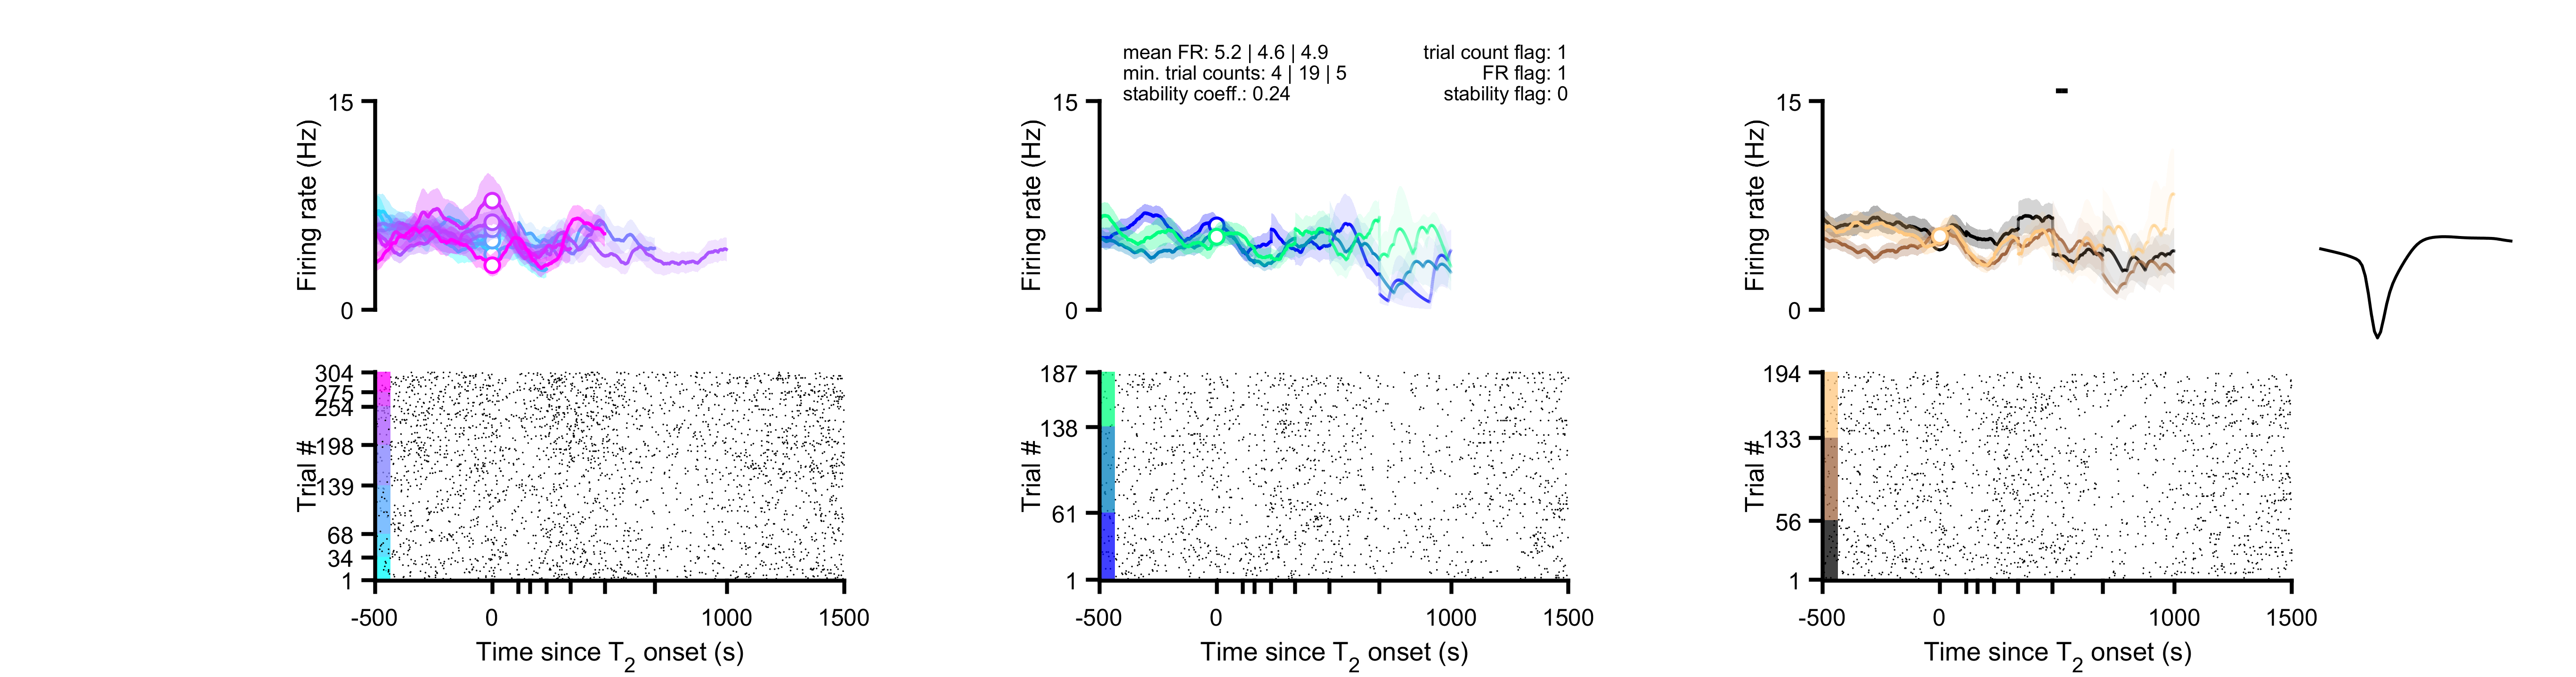 mean FR: 5.2 | 4.6 | 4.9
min. trial counts: 4 | 19 | 5
stability coeff.: 0.24
trial count flag: 1
FR flag: 1
stability flag: 0
15
Firing rate (Hz)
0
15
Firing rate (Hz)
0
15
Firing rate (Hz)
0
304
275
254
198
139
68
34
1
Trial #
-500
0
1000
1500
Time since T2 onset (s)
187
138
61
1
Trial #
-500
0
1000
1500
Time since T2 onset (s)
194
133
56
1
Trial #
-500
0
1000
1500
Time since T2 onset (s)